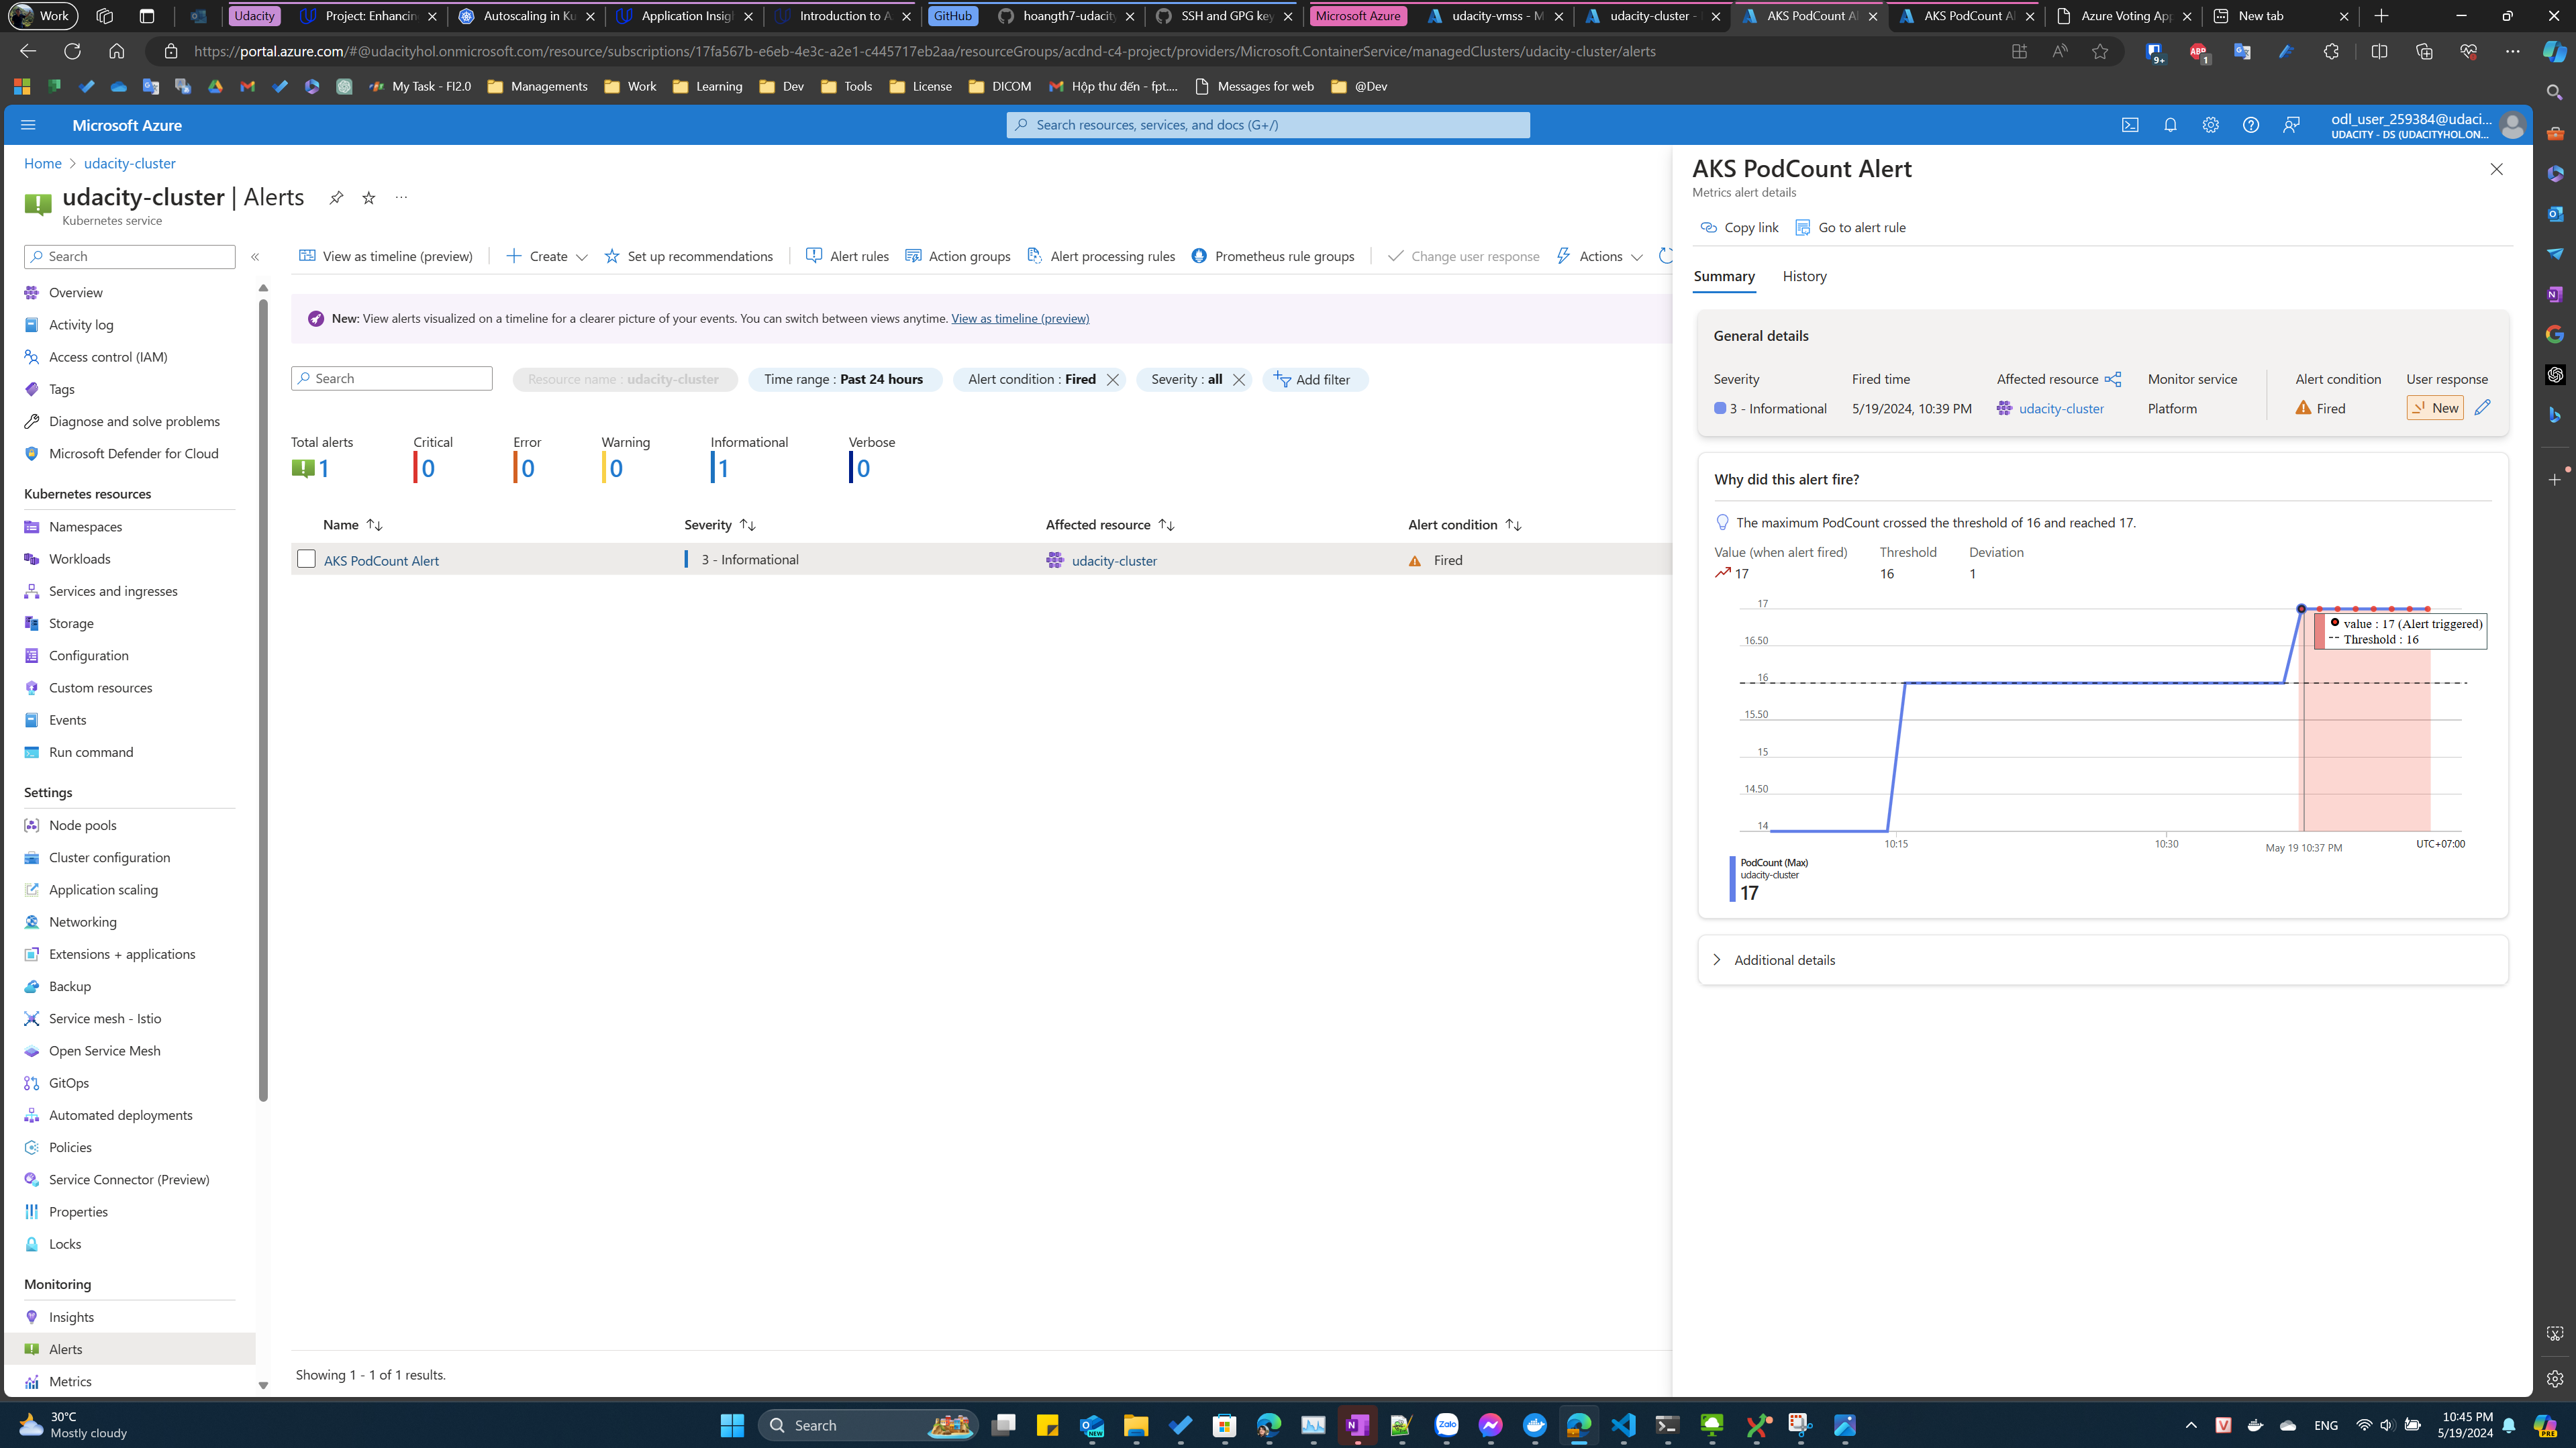 Work
Udacity
Project: Enhancin
Autoscaling in Ku
Application Insigh
Introduction to A
GitHub
hoangth7-udacity
SSH and GPG key
Microsoft Azure
udacity-vmss - M
udacity-cluster -
AKS PodCount Al
AKS PodCount Al
Azure Voting App
New tab
https://portal.azure.com/#@udacityhol.onmicrosoft.com/resource/subscriptions/17fa567b-e6eb-4e3c-a2e1-c445717eb2aa/resourceGroups/acdnd-c4-project/providers/Microsoft.ContainerService/managedClusters/udacity-cluster/alerts
9+
ABP
1
My Task - FI2.0
Managements
Work
Learning
Dev
Tools
License
DICOM
Hộp thư đến - fpt....
Messages for web
@Dev
Microsoft Azure
Search resources, services, and docs (G+/)
odl_user_259384@udaci...
UDACITY - DS (UDACITYHOL.ON...
Home > udacity-cluster
udacity-cluster | Alerts
Kubernetes service
Search
Overview
Activity log
Access control (IAM)
Tags
Diagnose and solve problems
Microsoft Defender for Cloud
Kubernetes resources
Namespaces
Workloads
Services and ingresses
Storage
Configuration
Custom resources
Events
Run command
Settings
Node pools
Cluster configuration
Application scaling
Networking
Extensions + applications
Backup
Service mesh - Istio
Open Service Mesh
GitOps
Automated deployments
Policies
Service Connector (Preview)
Properties
Locks
Monitoring
Insights
Alerts
Metrics
View as timeline (preview)
Create
Set up recommendations
Alert rules
Action groups
Alert processing rules
Prometheus rule groups
Change user response
Actions
New: View alerts visualized on a timeline for a clearer picture of your events. You can switch between views anytime. View as timeline (preview)
Search
Resource name : udacity-cluster
Time range : Past 24 hours
Alert condition : Fired
Severity : all
Add filter
Total alerts Critical Error Warning Informational Verbose
1 0 0 0 1 0
Name Severity Affected resource Alert condition
AKS PodCount Alert 3 - Informational udacity-cluster Fired
Showing 1 - 1 of 1 results.
AKS PodCount Alert
Metrics alert details
Copy link
Go to alert rule
Summary
History
General details
Severity Fired time Affected resource Monitor service Alert condition User response
3 - Informational 5/19/2024, 10:39 PM udacity-cluster Platform Fired New
Why did this alert fire?
The maximum PodCount crossed the threshold of 16 and reached 17.
Value (when alert fired) Threshold Deviation
17 16 1
17
value : 17 (Alert triggered)
Threshold : 16
16.50
16
15.50
15
14.50
14
10:15
10:30
May 19 10:37 PM
UTC+07:00
PodCount (Max)
udacity-cluster
17
Additional details
30°C
Mostly cloudy
Search
NEW
Zalo
ENG
10:45 PM
5/19/2024
PRE